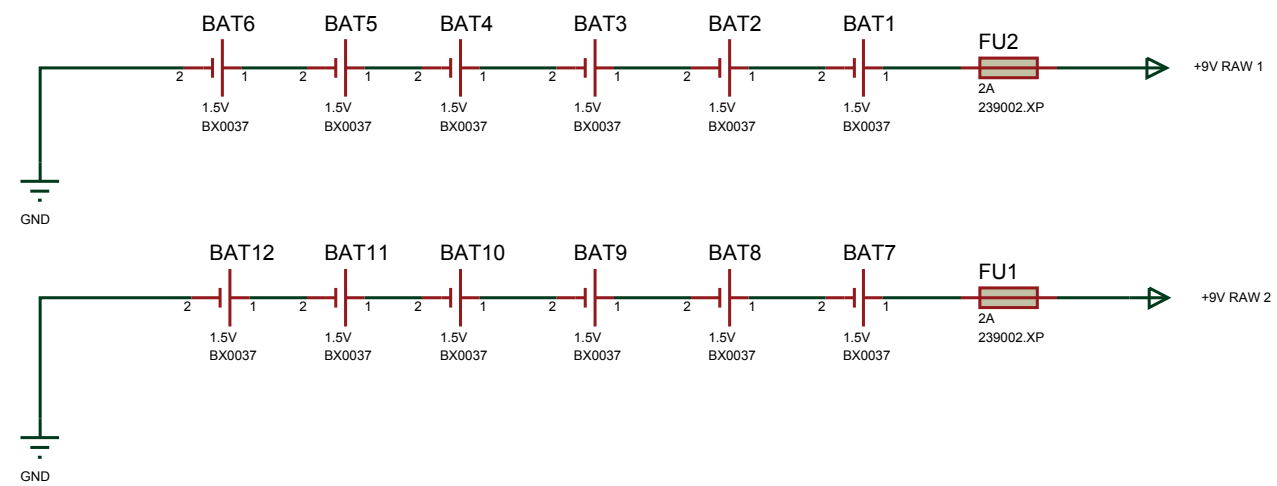 BAT6 BAT5 BAT4 BAT3 BAT2 BAT1
FU2
+9V RAW 1
2 1 2 1 2 1 2 1 2 1 2 1
2A
1.5V 1.5V 1.5V 1.5V 1.5V 1.5V 239002.XP
BX0037 BX0037 BX0037 BX0037 BX0037 BX0037
GND
BAT12 BAT11 BAT10 BAT9 BAT8 BAT7
FU1
+9V RAW 2
2 1 2 1 2 1 2 1 2 1 2 1
2A
1.5V 1.5V 1.5V 1.5V 1.5V 1.5V 239002.XP
BX0037 BX0037 BX0037 BX0037 BX0037 BX0037
GND